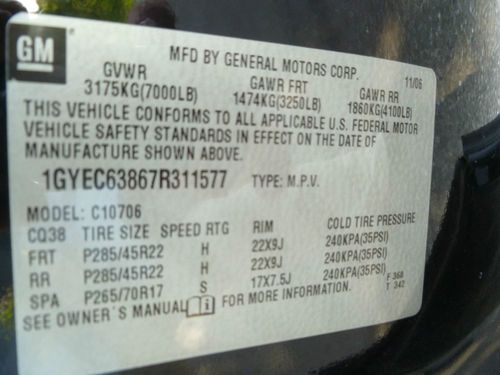 GM
MFD BY GENERAL MOTORS CORP.
11/06
GVWR GAWR FRT GAWR RR
3175KG(7000LB) 1474KG(3250LB) 1860KG(4100LB)
THIS VEHICLE CONFORMS TO ALL APPLICABLE U.S. FEDERAL MOTOR
VEHICLE SAFETY STANDARDS IN EFFECT ON THE DATE OF
MANUFACTURE SHOWN ABOVE.
1GYEC63867R311577 TYPE: M.P.V.
MODEL: C10706
CQ38 TIRE SIZE SPEED RTG RIM COLD TIRE PRESSURE
FRT P285/45R22 H 22X9J 240KPA(35PSI)
RR P285/45R22 H 22X9J 240KPA(35PSI)
SPA P265/70R17 S 17X7.5J 240KPA(35PSI)
SEE OWNER'S MANUAL i FOR MORE INFORMATION.
F 368
T 342